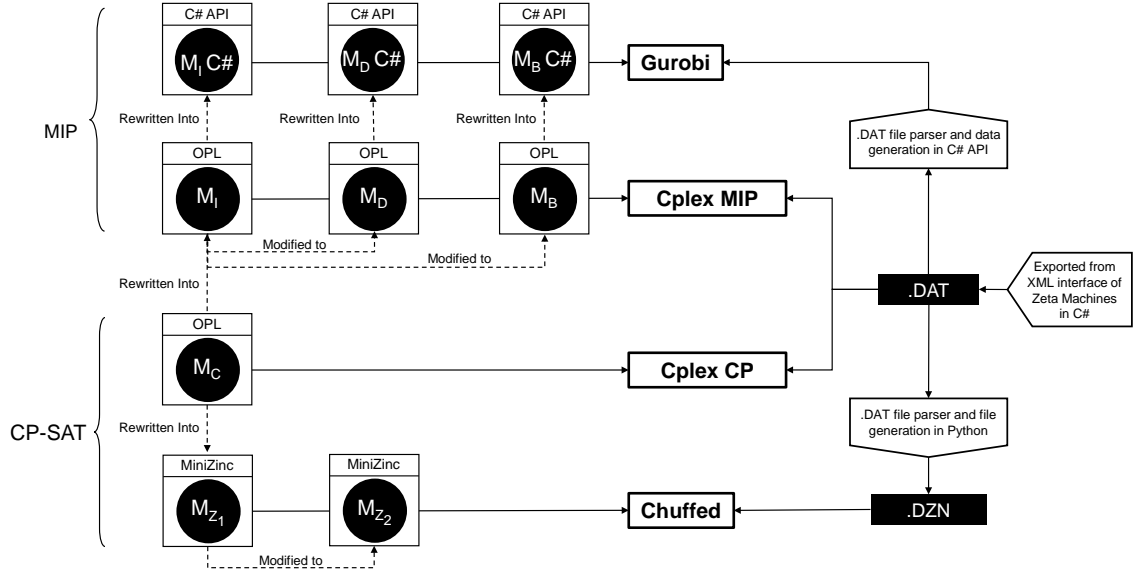 C# API
C# API
C# API
M_I C#
M_D C#
M_B C#
Gurobi
MIP
Rewritten Into
Rewritten Into
Rewritten Into
.DAT file parser and data
generation in C# API
OPL
OPL
OPL
M_I
M_D
M_B
Cplex MIP
Modified to
Modified to
Rewritten Into
.DAT
Exported from
XML interface of
Zeta Machines
in C#
OPL
M_C
Cplex CP
Rewritten Into
CP-SAT
.DAT file parser and file
generation in Python
MiniZinc
MiniZinc
M_Z_1
M_Z_2
Chuffed
.DZN
Modified to